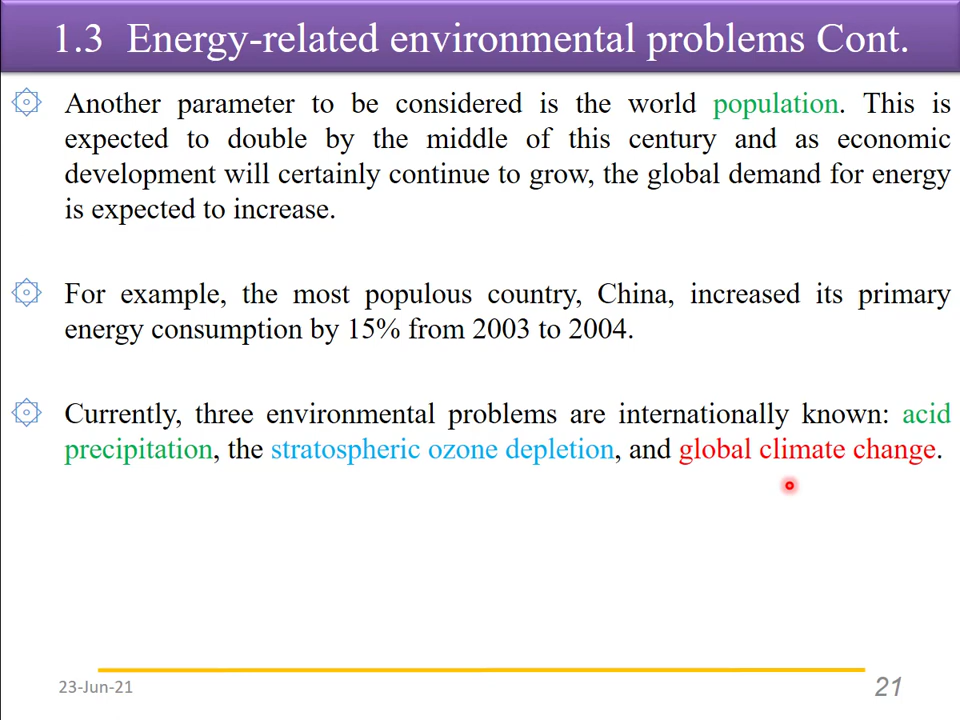 1.3 Energy-related environmental problems Cont.
Another parameter to be considered is the world population. This is
expected to double by the middle of this century and as economic
development will certainly continue to grow, the global demand for energy
is expected to increase.
For example, the most populous country, China, increased its primary
energy consumption by 15% from 2003 to 2004.
Currently, three environmental problems are internationally known: acid
precipitation, the stratospheric ozone depletion, and global climate change.
23-Jun-21
21